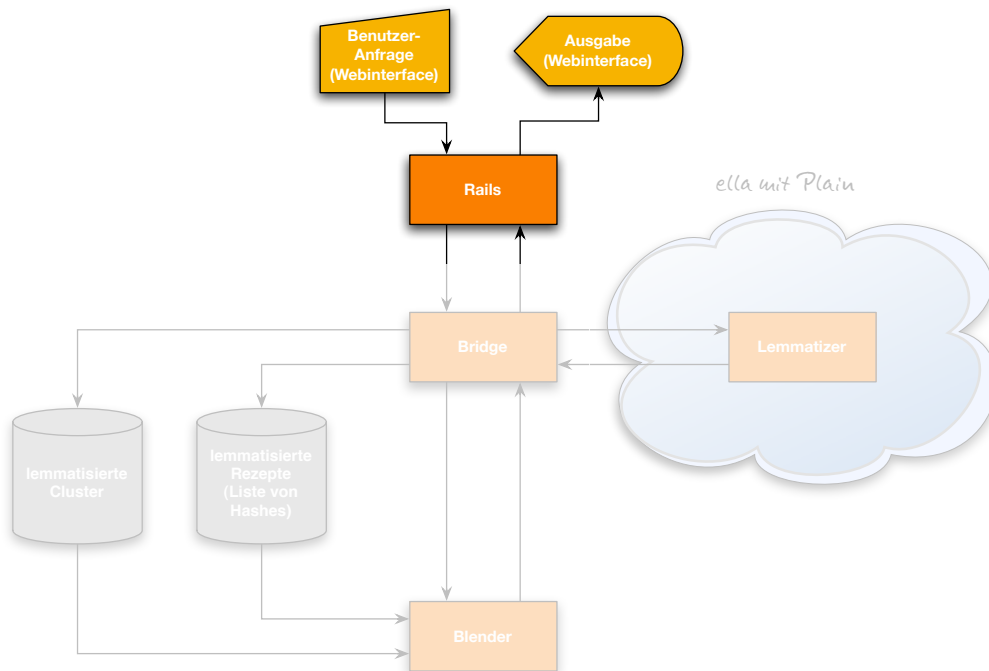 Benutzer-
Anfrage
(Webinterface)
Ausgabe
(Webinterface)
Rails
ella mit Plain
Bridge
Lemmatizer
lemmatisierte
Cluster
lemmatisierte
Rezepte
(Liste von
Hashes)
Blender